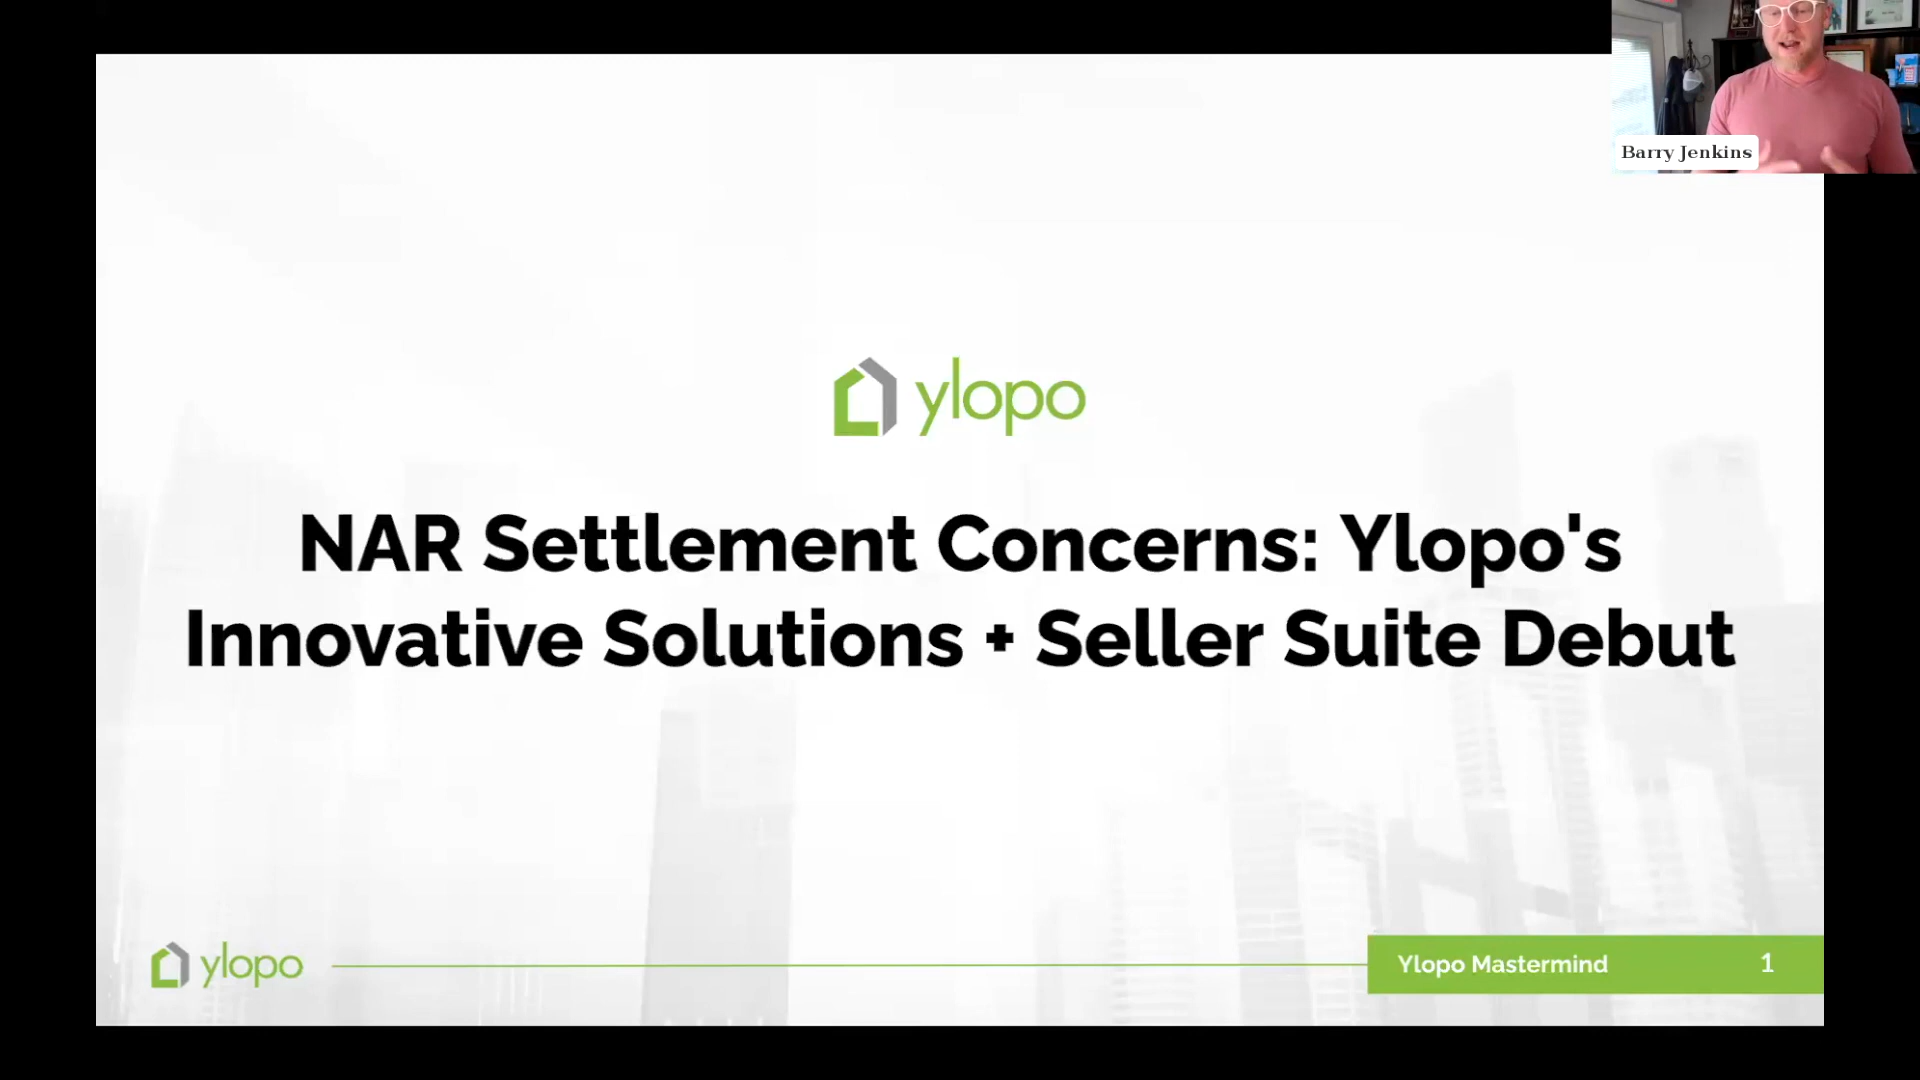 Barry Jenkins
ylopo
NAR Settlement Concerns: Ylopo's
Innovative Solutions + Seller Suite Debut
ylopo
Ylopo Mastermind
1